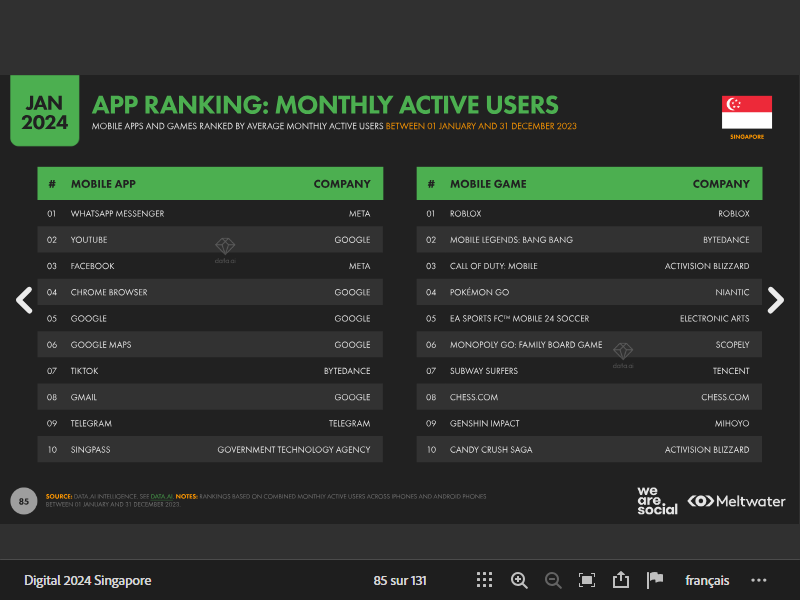 JAN
2024
APP RANKING: MONTHLY ACTIVE USERS
MOBILE APPS AND GAMES RANKED BY AVERAGE MONTHLY ACTIVE USERS BETWEEN 01 JANUARY AND 31 DECEMBER 2023
SINGAPORE
# MOBILE APP COMPANY
01 WHATSAPP MESSENGER META
02 YOUTUBE GOOGLE
03 FACEBOOK META
04 CHROME BROWSER GOOGLE
05 GOOGLE GOOGLE
06 GOOGLE MAPS GOOGLE
07 TIKTOK BYTEDANCE
08 GMAIL GOOGLE
09 TELEGRAM TELEGRAM
10 SINGPASS GOVERNMENT TECHNOLOGY AGENCY
data.ai
# MOBILE GAME COMPANY
01 ROBLOX ROBLOX
02 MOBILE LEGENDS: BANG BANG BYTEDANCE
03 CALL OF DUTY: MOBILE ACTIVISION BLIZZARD
04 POKÉMON GO NIANTIC
05 EA SPORTS FC™ MOBILE 24 SOCCER ELECTRONIC ARTS
06 MONOPOLY GO: FAMILY BOARD GAME SCOPELY
07 SUBWAY SURFERS TENCENT
08 CHESS.COM CHESS.COM
09 GENSHIN IMPACT MIHOYO
10 CANDY CRUSH SAGA ACTIVISION BLIZZARD
data.ai
85
SOURCE: DATA.AI INTELLIGENCE. SEE DATA.AI. NOTES: RANKINGS BASED ON COMBINED MONTHLY ACTIVE USERS ACROSS IPHONES AND ANDROID PHONES
BETWEEN 01 JANUARY AND 31 DECEMBER 2023.
we
are.
social
Meltwater
Digital 2024 Singapore
85 sur 131
français